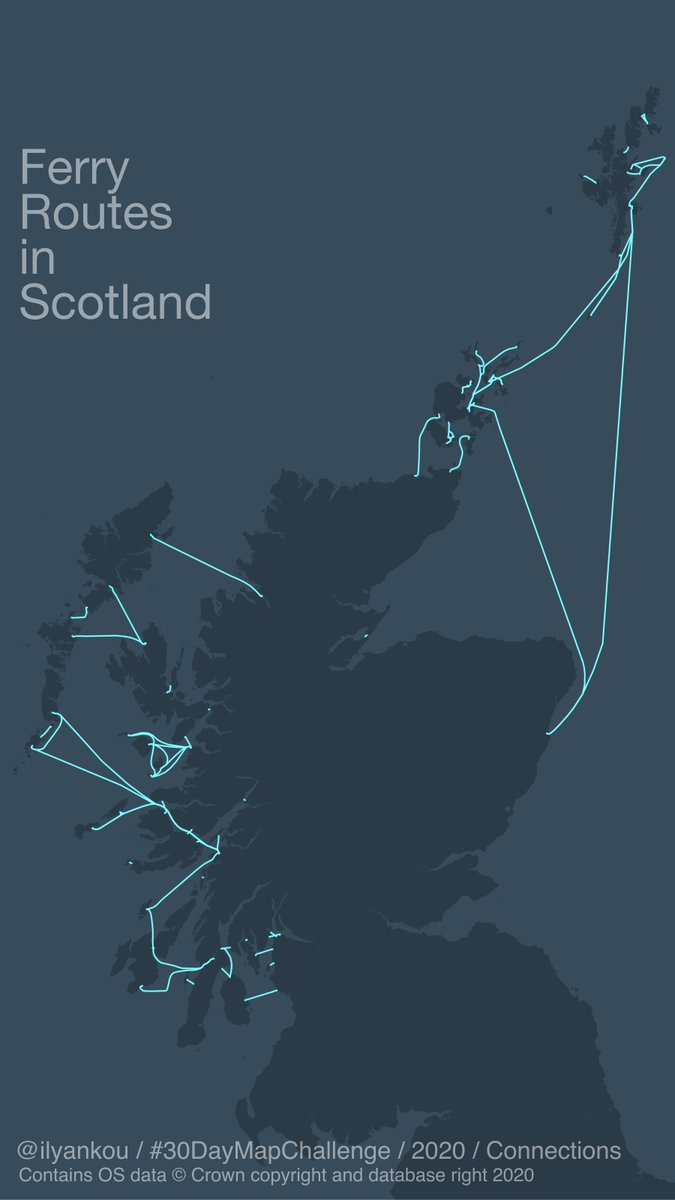 Ferry
Routes
in
Scotland
@ilyankou / #30DayMapChallenge / 2020 / Connections
Contains OS data © Crown copyright and database right 2020